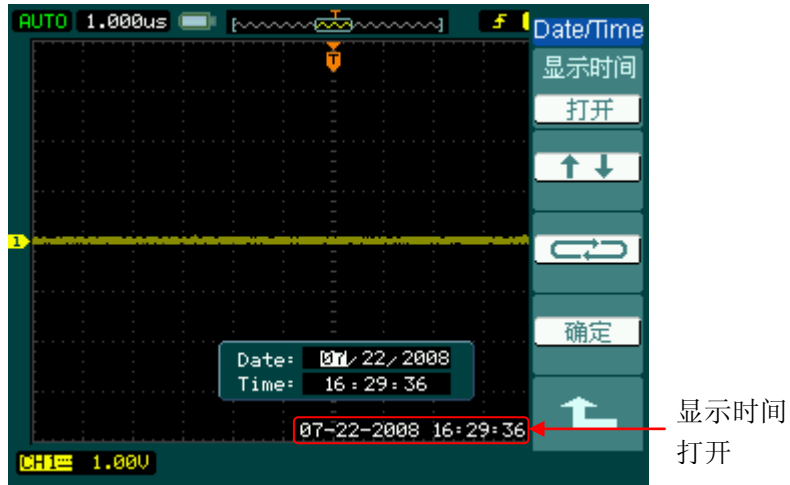 AUTO 1.000us T
Date/Time
显示时间
打开
T
1
确定
Date: 07/22/2008
Time: 16:29:36
07-22-2008 16:29:36
显示时间
打开
CH1 1.00V